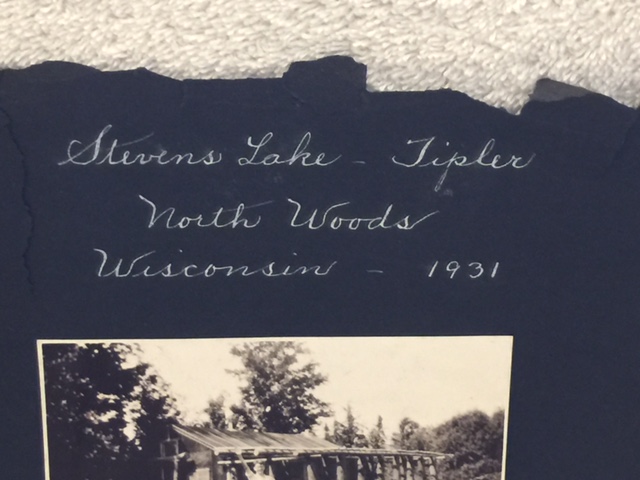 Stevens Lake - Tipler
North Woods
Wisconsin - 1931